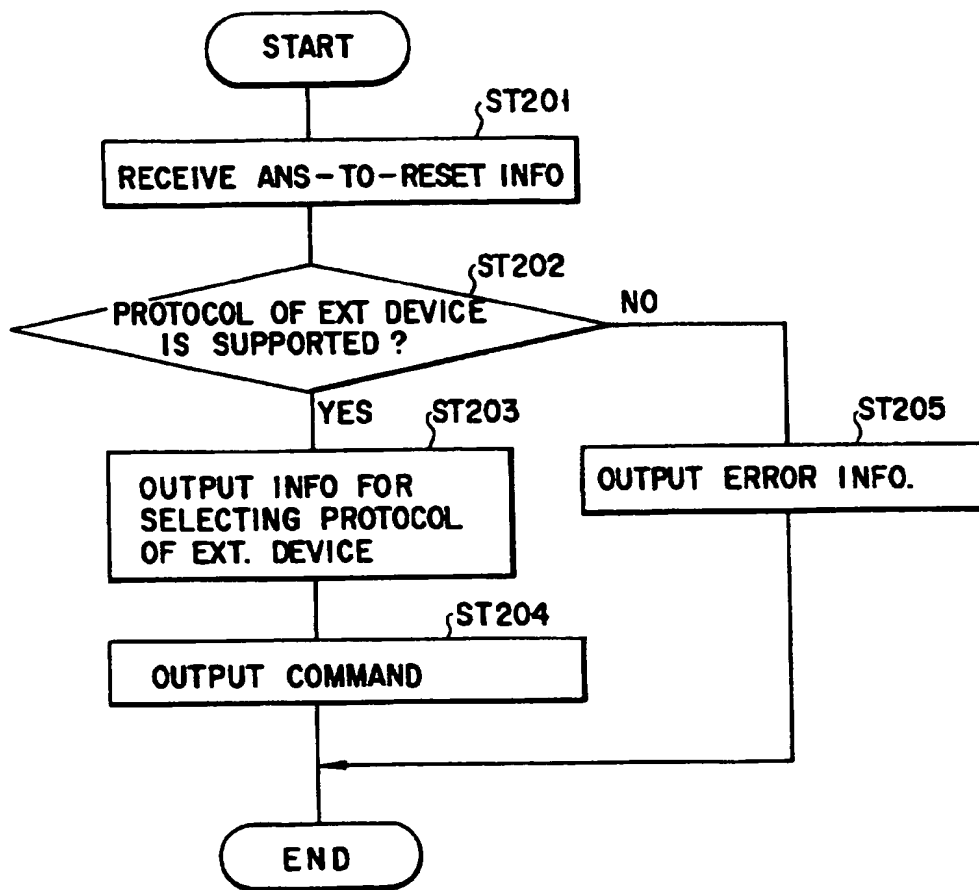 START
ST201
RECEIVE ANS-TO-RESET INFO
ST202
PROTOCOL OF EXT DEVICE
IS SUPPORTED?
NO
YES
ST203
OUTPUT INFO FOR
SELECTING PROTOCOL
OF EXT. DEVICE
ST205
OUTPUT ERROR INFO.
ST204
OUTPUT COMMAND
END